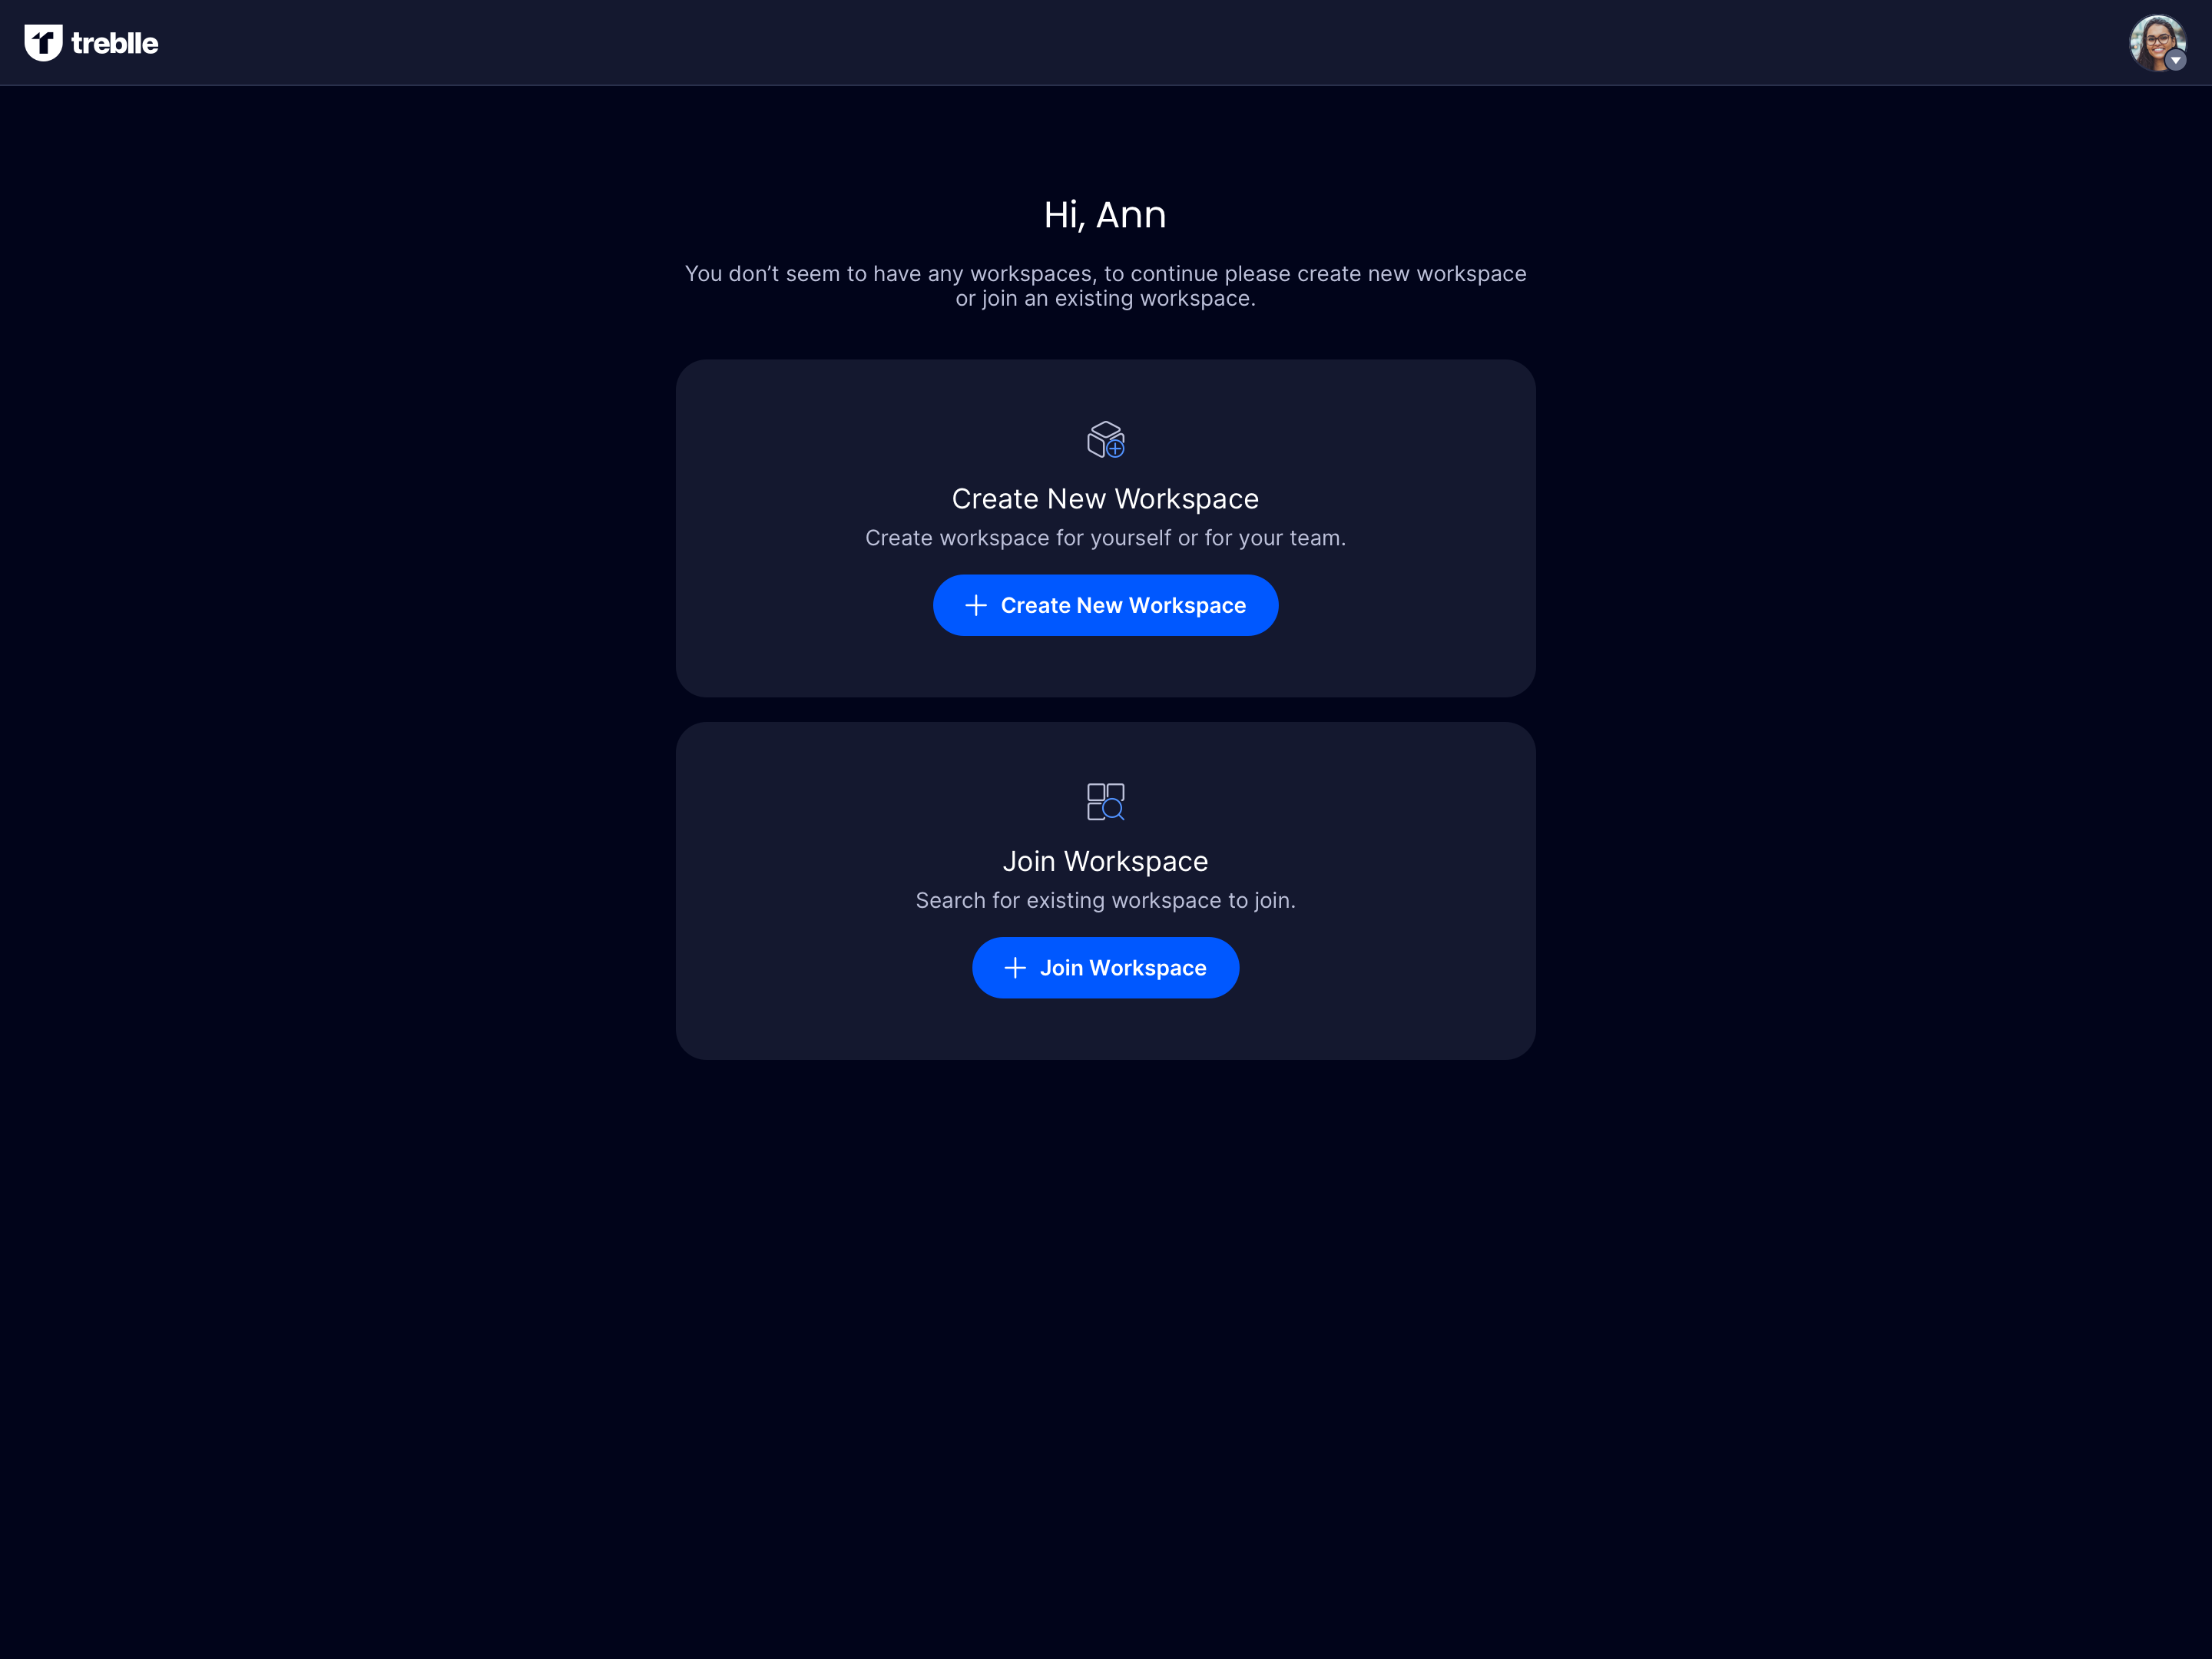 treblle
Hi, Ann
You don’t seem to have any workspaces, to continue please create new workspace
or join an existing workspace.
Create New Workspace
Create workspace for yourself or for your team.
Create New Workspace
Join Workspace
Search for existing workspace to join.
Join Workspace